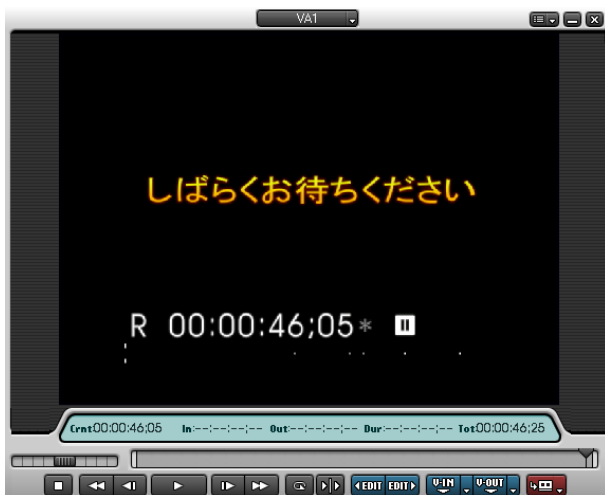 VA1
しばらくお待ちください
R 00:00:46;05*
Crnt00:00:46;05 In:--:--:--;-- Out:--:--:--;-- Dur:--:--:--;-- Tot00:00:46;25
EDIT EDIT V-IN V-OUT